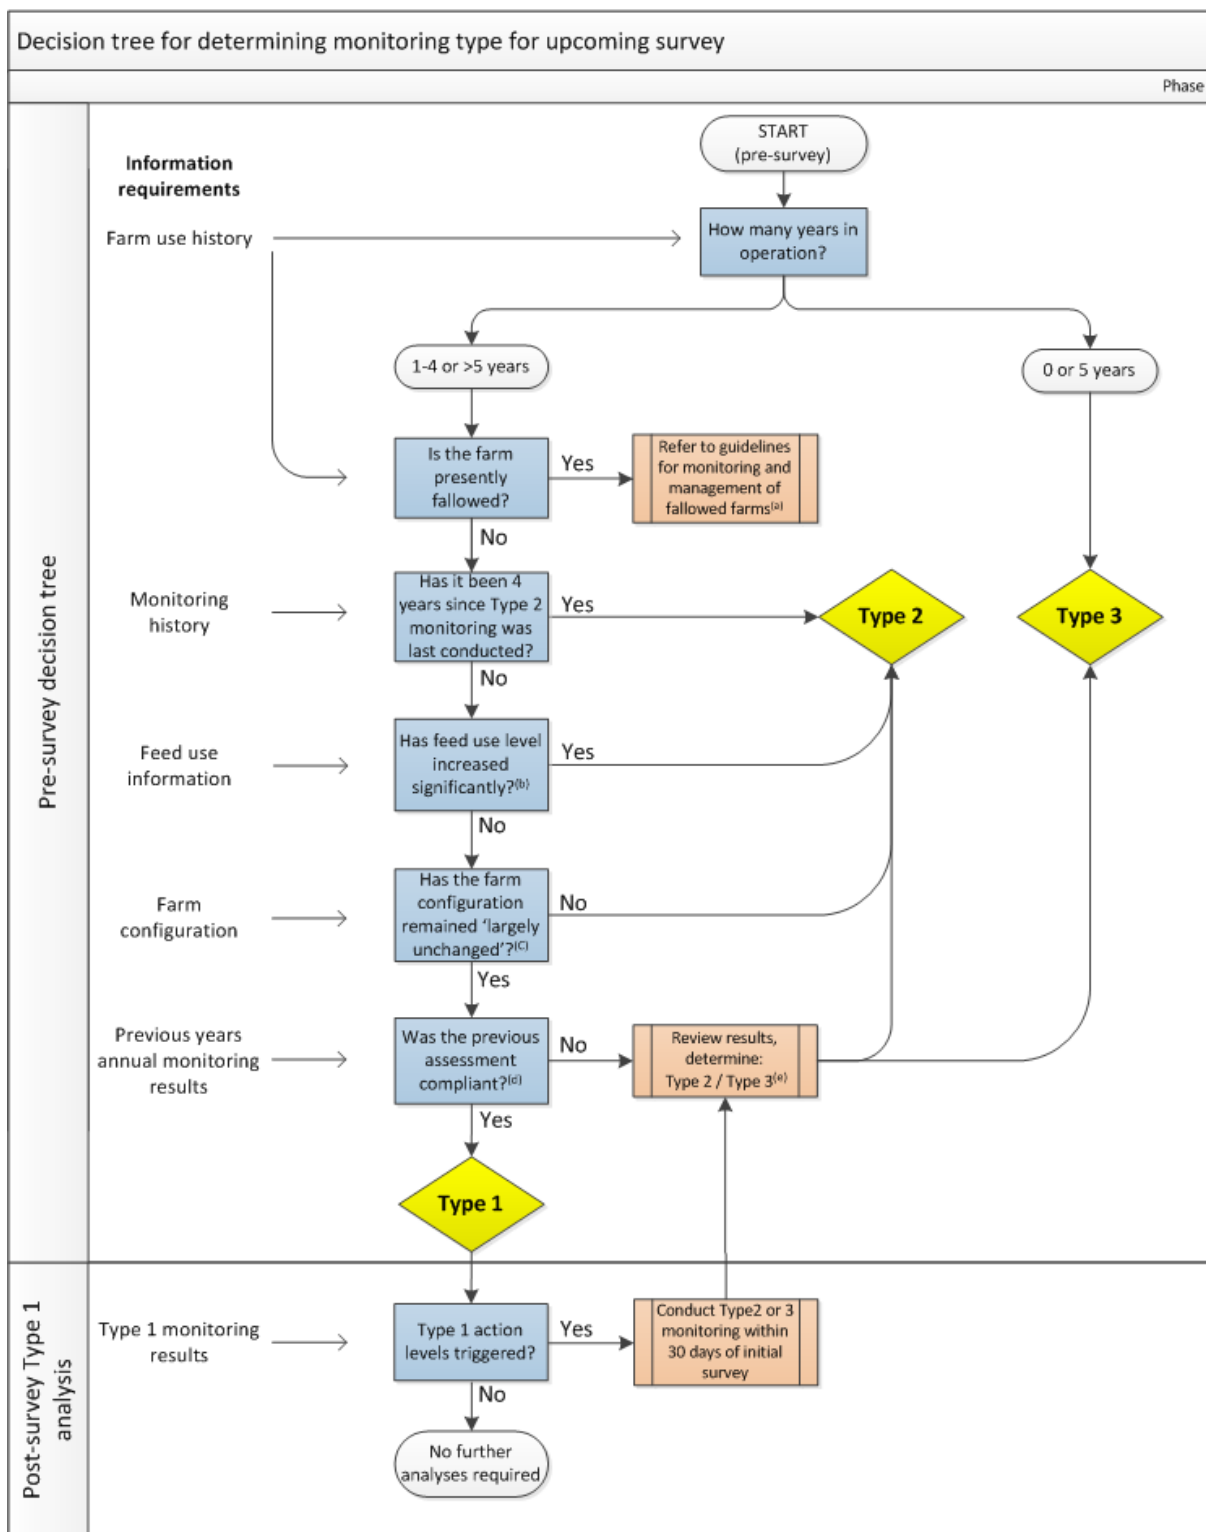 Decision tree for determining monitoring type for upcoming survey
Phase
Pre-survey decision tree
Information
requirements
START
(pre-survey)
Farm use history
How many years in
operation?
1-4 or >5 years
0 or 5 years
Is the farm
presently
fallowed?
Yes
Refer to guidelines
for monitoring and
management of
fallowed farms(a)
No
Monitoring
history
Has it been 4
years since Type 2
monitoring was
last conducted?
Yes
Type 2
Type 3
No
Feed use
information
Has feed use level
increased
significantly?(b)
Yes
No
Farm
configuration
Has the farm
configuration
remained ‘largely
unchanged’?(C)
No
Yes
Previous years
annual monitoring
results
Was the previous
assessment
compliant?(d)
No
Review results,
determine:
Type 2 / Type 3(e)
Yes
Type 1
Post-survey Type 1
analysis
Type 1 monitoring
results
Type 1 action
levels triggered?
Yes
Conduct Type2 or 3
monitoring within
30 days of initial
survey
No
No further
analyses required